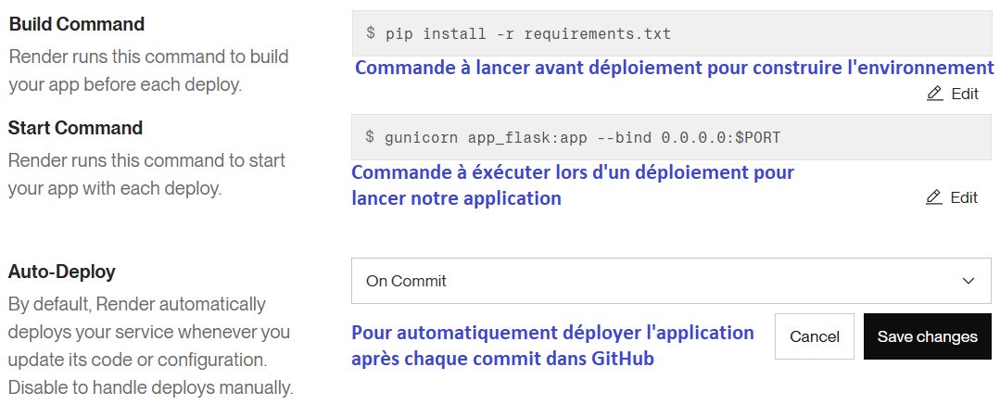 Build Command
Render runs this command to build
your app before each deploy.
$ pip install -r requirements.txt
Commande à lancer avant déploiement pour construire l'environnement
Edit
Start Command
Render runs this command to start
your app with each deploy.
$ gunicorn app_flask:app --bind 0.0.0.0:$PORT
Commande à éxécuter lors d'un déploiement pour
lancer notre application
Edit
Auto-Deploy
By default, Render automatically
deploys your service whenever you
update its code or configuration.
Disable to handle deploys manually.
On Commit
Pour automatiquement déployer l'application
après chaque commit dans GitHub
Cancel
Save changes